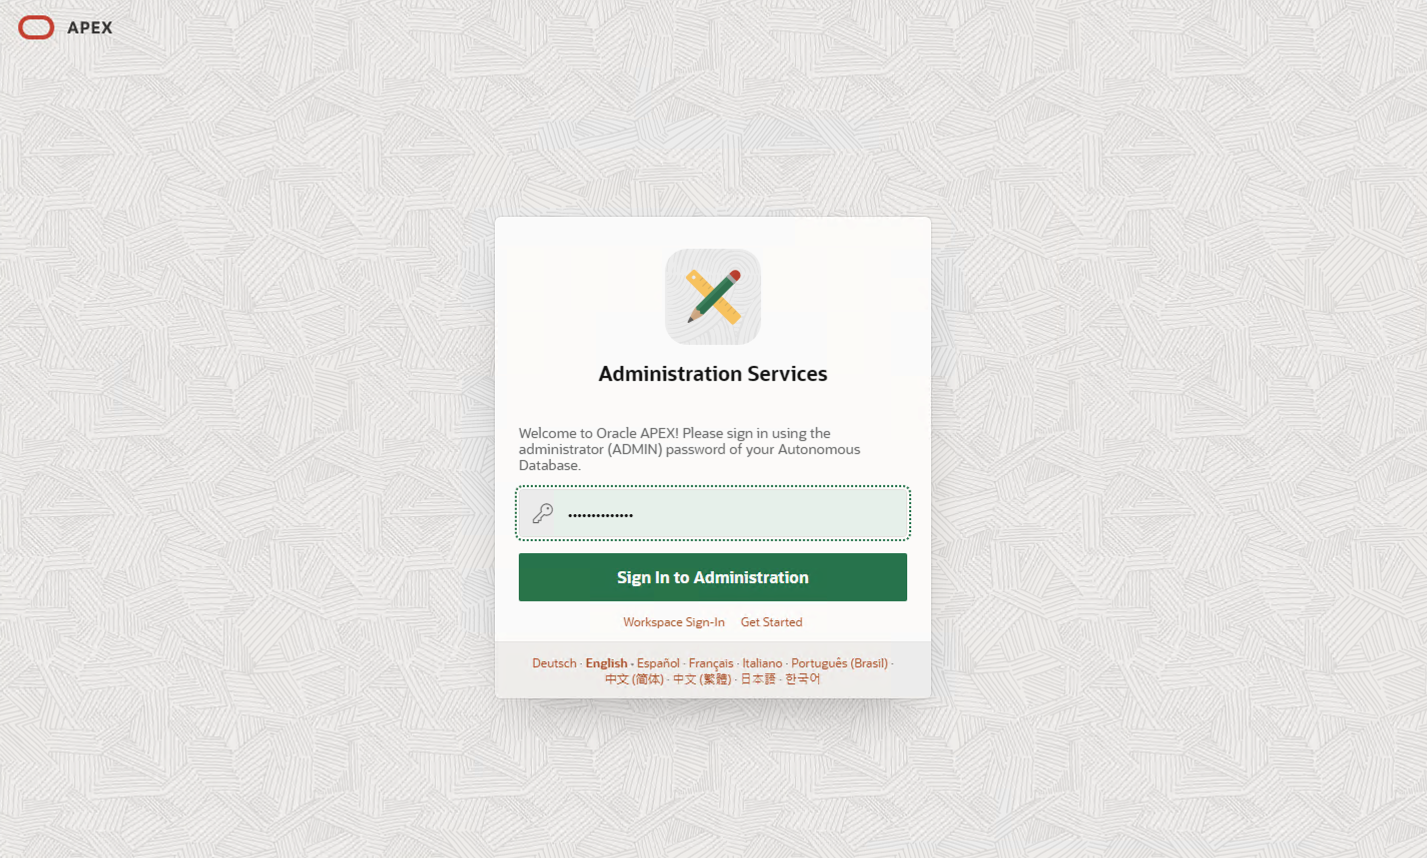 APEX
Administration Services
Welcome to Oracle APEX! Please sign in using the
administrator (ADMIN) password of your Autonomous
Database.
••••••••••••••
Sign In to Administration
Workspace Sign-In Get Started
Deutsch · English · Español · Français · Italiano · Português (Brasil) ·
中文 (简体) · 中文 (繁體) · 日本語 · 한국어